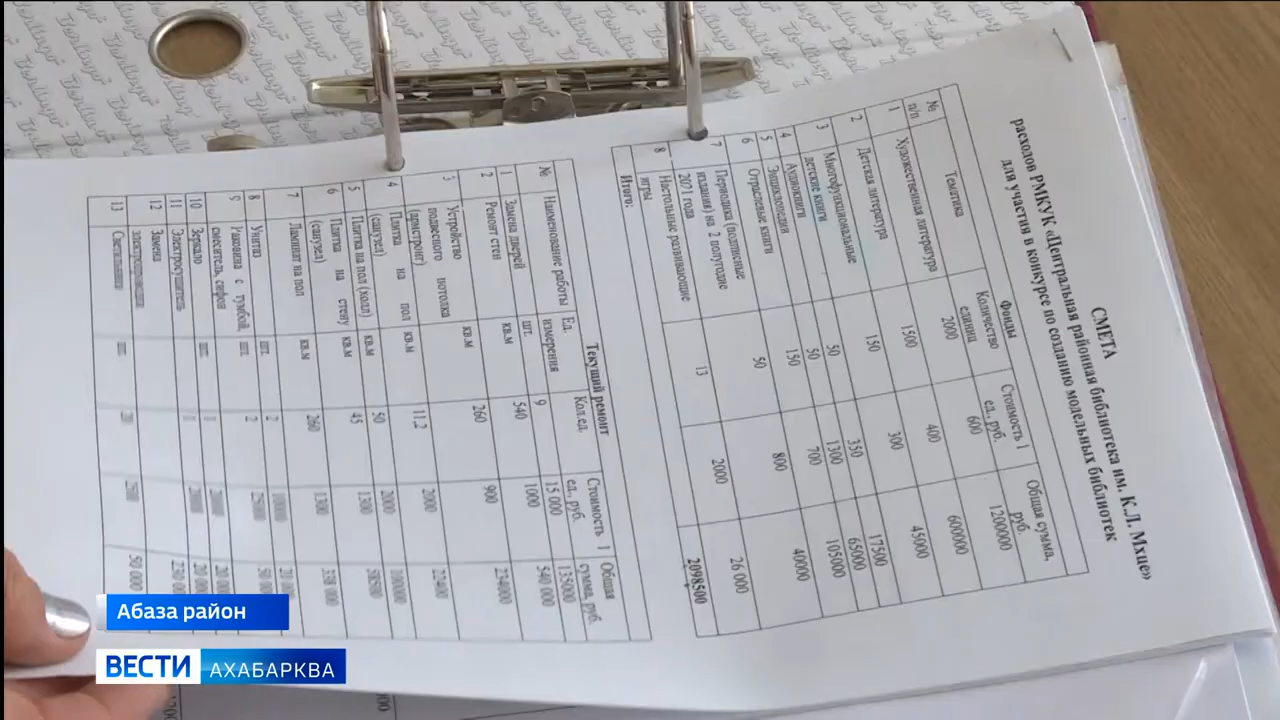 СМЕТА
расходов РМКУК «Центральная районная библиотека им. К.Л. Мхце»
для участия в конкурсе по созданию модельных библиотек
Фонды
№ п/п Тематика Количество единиц Стоимость 1 ед., руб. Общая сумма, руб.
1 Художественная литература 2000 600 1200000
2 Детская литература 1500 400 600000
3 Многофункциональные детские книги 150 300 45000
4 Аудиокниги 50 350 17500
5 Энциклопедия 50 1300 65000
6 Отраслевые книги 150 700 105000
7 Периодика (подписные издания) на 2 полугодие 2021 года 50 800 40000
8 Настольные развивающие игры 13 2000 26 000
Итого: 2098500
Текущий ремонт
№ Наименование работы Ед. измерения Кол.ед. Стоимость 1 ед., руб. Общая сумма, руб.
1 Замена дверей шт. 9 15 000 135000
2 Ремонт стен кв.м 540 1000 540 000
3 Устройство подвесного потолка (армстронг) кв.м 260 900 234000
4 Плитка на пол (санузел) кв.м 11,2 2000 22400
5 Плитка на пол (холл) кв.м 50 2000 100000
6 Плитка на стену (санузел) кв.м 45 1300 58500
7 Ламинат на пол кв.м 260 1300 338 000
8 Унитаз шт. 2 10000 20
9 Раковина с тумбой, смеситель, сифон шт. 2 25000 50
10 Зеркало шт.
11 Электросушитель
12 Замена электропроводки
13 Светильники шт. 20 2500 50 000
Абаза район
ВЕСТИ АХАБАРКВА